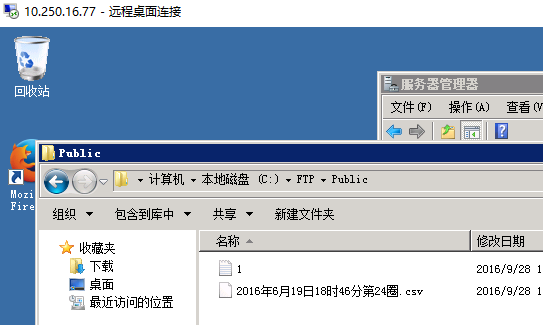 10.250.16.77 - 远程桌面连接
回收站
服务器管理器
文件(F) 操作(A) 查看(V
Mozi
Fire
Public
计算机 本地磁盘 (C:) FTP Public
组织 包含到库中 共享 新建文件夹
收藏夹
下载
桌面
最近访问的位置
名称 修改日期
1 2016/9/28 1
2016年6月19日18时46分第24圈.csv 2016/9/28 1